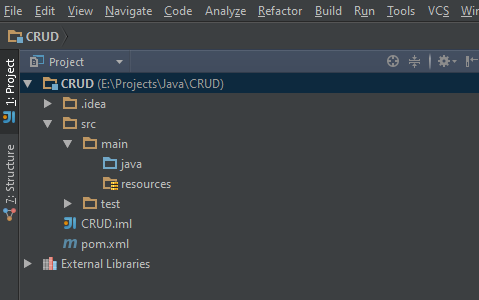 File Edit View Navigate Code Analyze Refactor Build Run Tools VCS Win
CRUD
1: Project
7: Structure
Project
CRUD (E:\Projects\Java\CRUD)
.idea
src
main
java
resources
test
CRUD.iml
pom.xml
External Libraries